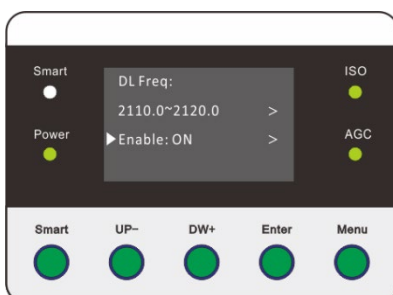 Smart
Power
DL Freq:
2110.0~2120.0 >
▶Enable: ON >
ISO
AGC
Smart UP− DW+ Enter Menu